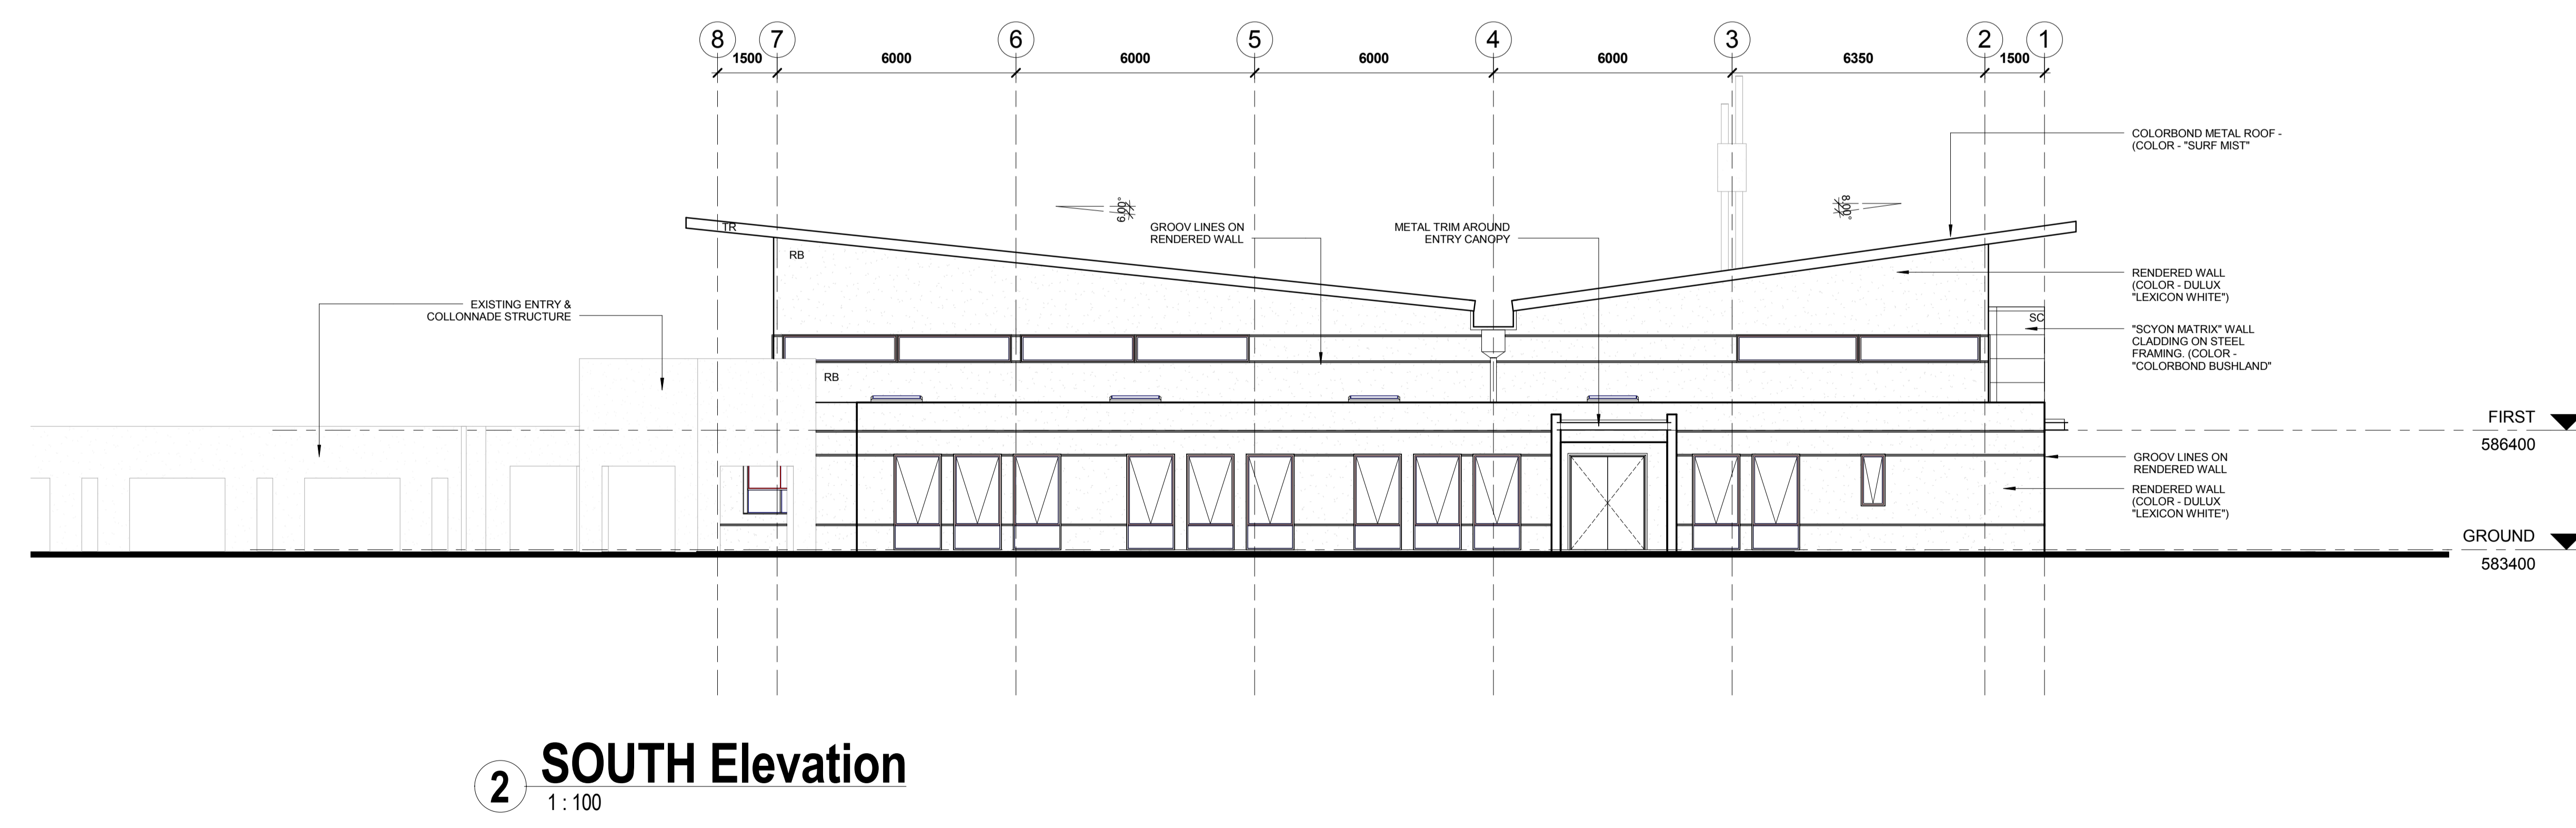 8 7 6 5 4 3 2 1
1500 6000 6000 6000 6000 6350 1500
COLORBOND METAL ROOF -
(COLOR - "SURF MIST"
6.00°
8.00°
TR
GROOV LINES ON
RENDERED WALL
METAL TRIM AROUND
ENTRY CANOPY
RB
RENDERED WALL
(COLOR - DULUX
"LEXICON WHITE")
EXISTING ENTRY &
COLLONNADE STRUCTURE
SC
"SCYON MATRIX" WALL
CLADDING ON STEEL
FRAMING. (COLOR -
"COLORBOND BUSHLAND"
RB
FIRST
586400
GROOV LINES ON
RENDERED WALL
RENDERED WALL
(COLOR - DULUX
"LEXICON WHITE")
GROUND
583400
2 SOUTH Elevation
1 : 100